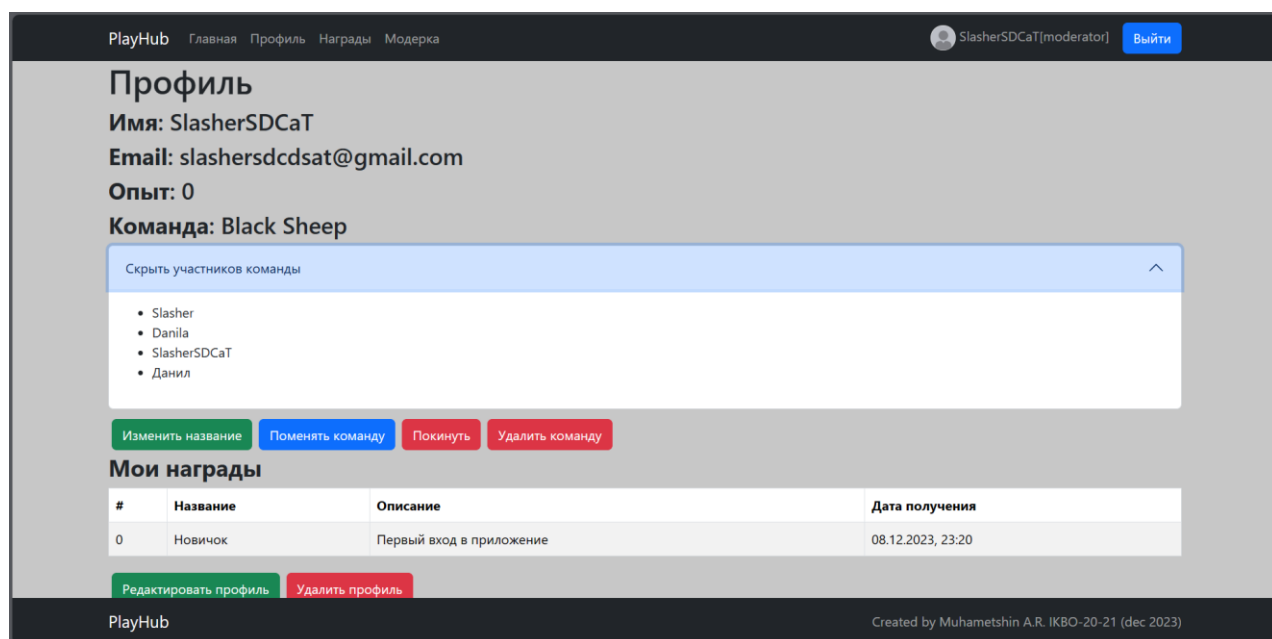 PlayHub Главная Профиль Награды Модерка SlasherSDCaT[moderator] Выйти
Профиль
Имя: SlasherSDCaT
Email: slashersdcdsat@gmail.com
Опыт: 0
Команда: Black Sheep
Скрыть участников команды
Slasher
Danila
SlasherSDCaT
Данил
Изменить название Поменять команду Покинуть Удалить команду
Мои награды
# Название Описание Дата получения
0 Новичок Первый вход в приложение 08.12.2023, 23:20
Редактировать профиль Удалить профиль
PlayHub Created by Muhametshin A.R. IKBO-20-21 (dec 2023)